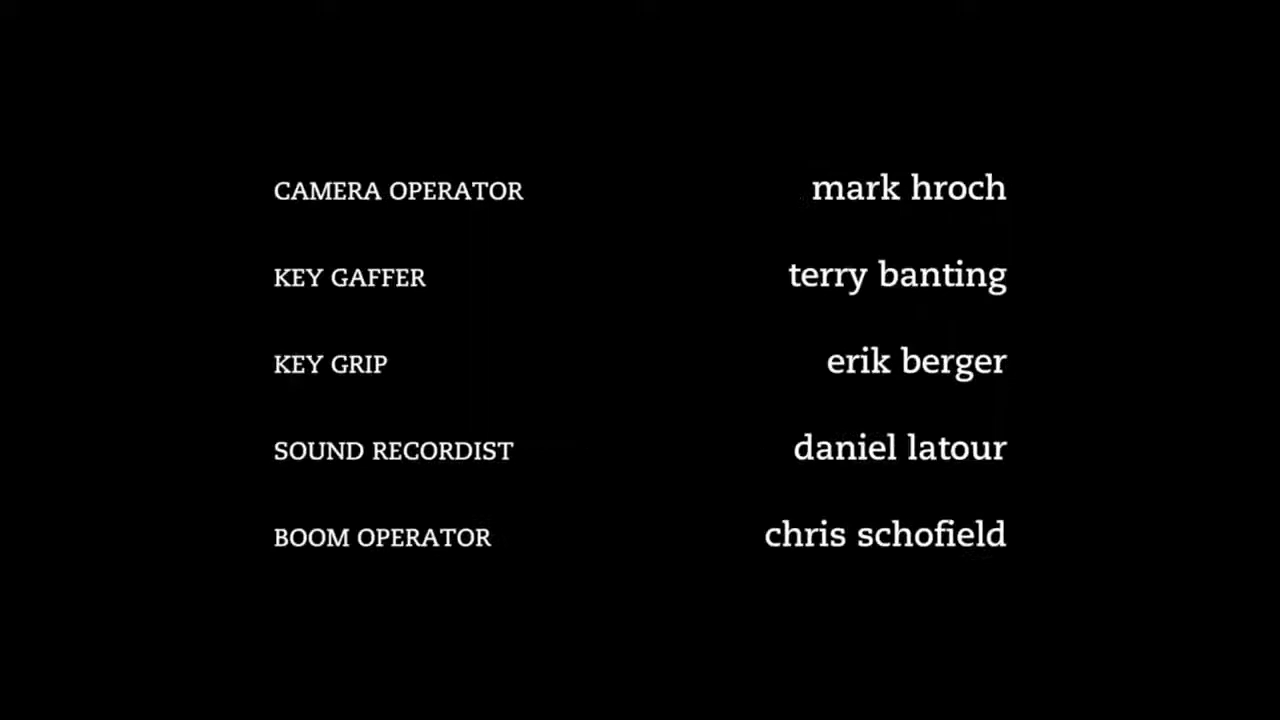 CAMERA OPERATOR mark hroch
KEY GAFFER terry banting
KEY GRIP erik berger
SOUND RECORDIST daniel latour
BOOM OPERATOR chris schofield